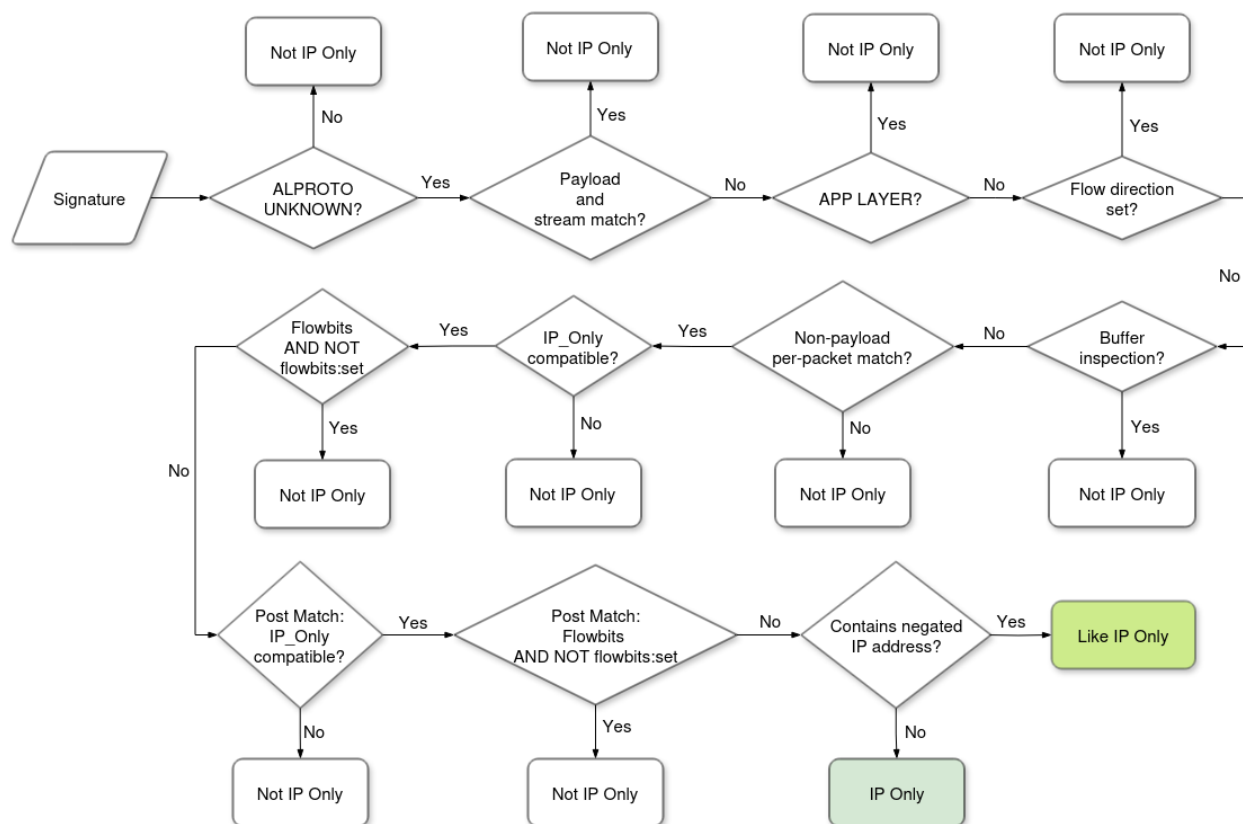 Not IP Only
Not IP Only
Not IP Only
Not IP Only
No
Yes
Yes
Yes
Signature
ALPROTO
UNKNOWN?
Yes
Payload
and
stream match?
No
APP LAYER?
No
Flow direction
set?
No
Buffer
inspection?
No
Non-payload
per-packet match?
Yes
IP_Only
compatible?
Yes
Flowbits
AND NOT
flowbits:set
Yes
No
No
Yes
No
Not IP Only
Not IP Only
Not IP Only
Not IP Only
Post Match:
IP_Only
compatible?
Yes
Post Match:
Flowbits
AND NOT flowbits:set
No
Contains negated
IP address?
Yes
Like IP Only
No
Yes
No
Not IP Only
Not IP Only
IP Only